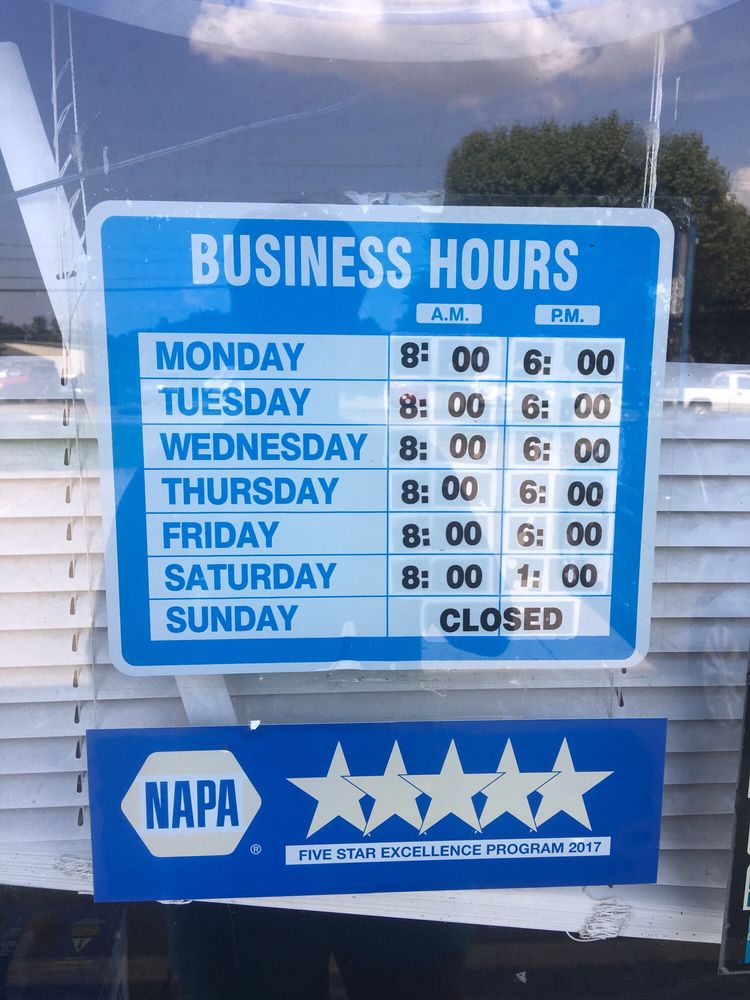 BUSINESS HOURS
A.M. P.M.
MONDAY 8: 00 6: 00
TUESDAY 8: 00 6: 00
WEDNESDAY 8: 00 6: 00
THURSDAY 8: 00 6: 00
FRIDAY 8: 00 6: 00
SATURDAY 8: 00 1: 00
SUNDAY CLOSED
NAPA ®
FIVE STAR EXCELLENCE PROGRAM 2017